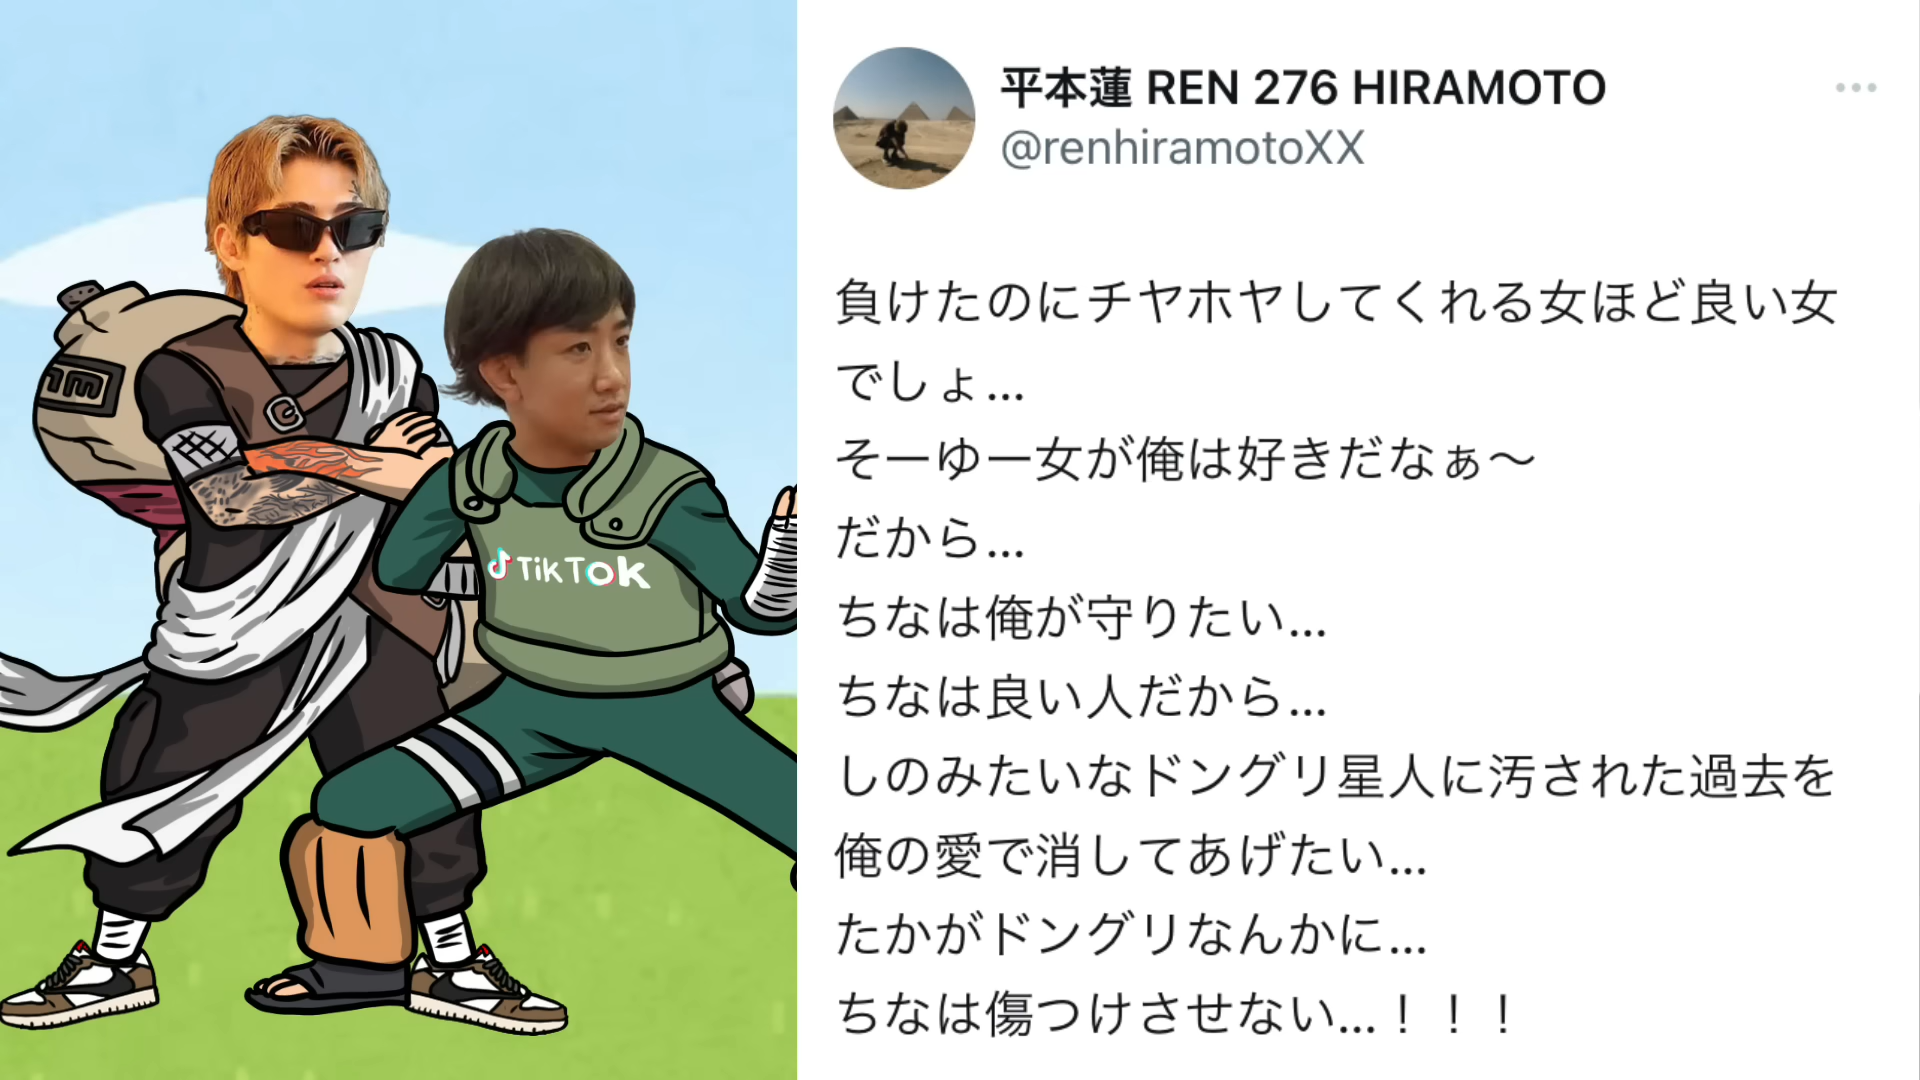 平本蓮 REN 276 HIRAMOTO
@renhiramotoXX
負けたのにチヤホヤしてくれる女ほど良い女
でしょ...
そーゆー女が俺は好きだなぁ〜
だから...
ちなは俺が守りたい...
ちなは良い人だから...
しのみたいなドングリ星人に汚された過去を
俺の愛で消してあげたい...
たかがドングリなんかに...
ちなは傷つけさせない...！！！
TikTok